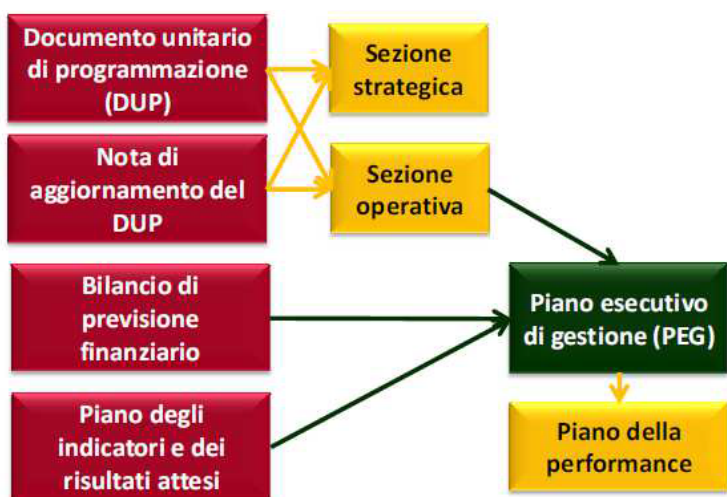 Documento unitario
di programmazione
(DUP)
Sezione
strategica
Nota di
aggiornamento del
DUP
Sezione
operativa
Bilancio di
previsione
finanziario
Piano esecutivo
di gestione (PEG)
Piano degli
indicatori e dei
risultati attesi
Piano della
performance